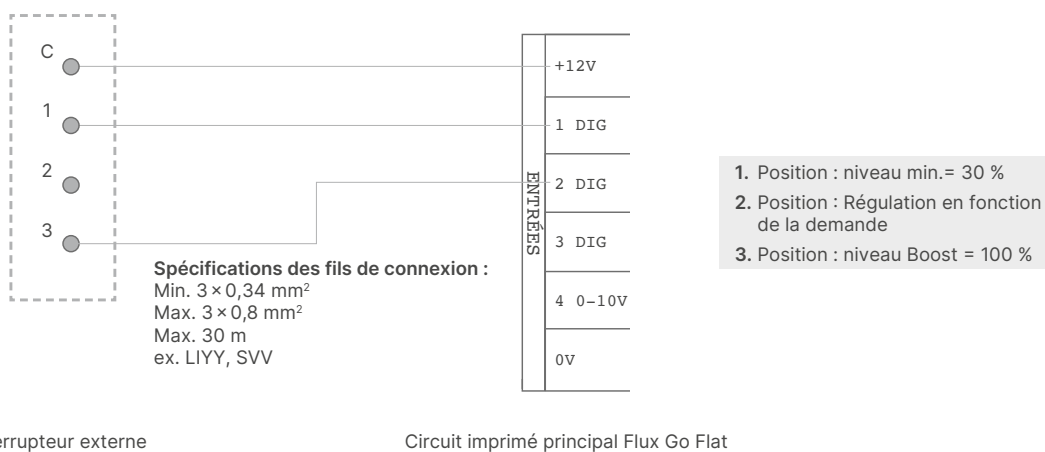 C
1
2
3
+12V
1 DIG
2 DIG
3 DIG
4 0–10V
0V
ENTRÉES
Spécifications des fils de connexion :
Min. 3 × 0,34 mm²
Max. 3 × 0,8 mm²
Max. 30 m
ex. LIYY, SVV
1. Position : niveau min.= 30 %
2. Position : Régulation en fonction
de la demande
3. Position : niveau Boost = 100 %
errupteur externe
Circuit imprimé principal Flux Go Flat